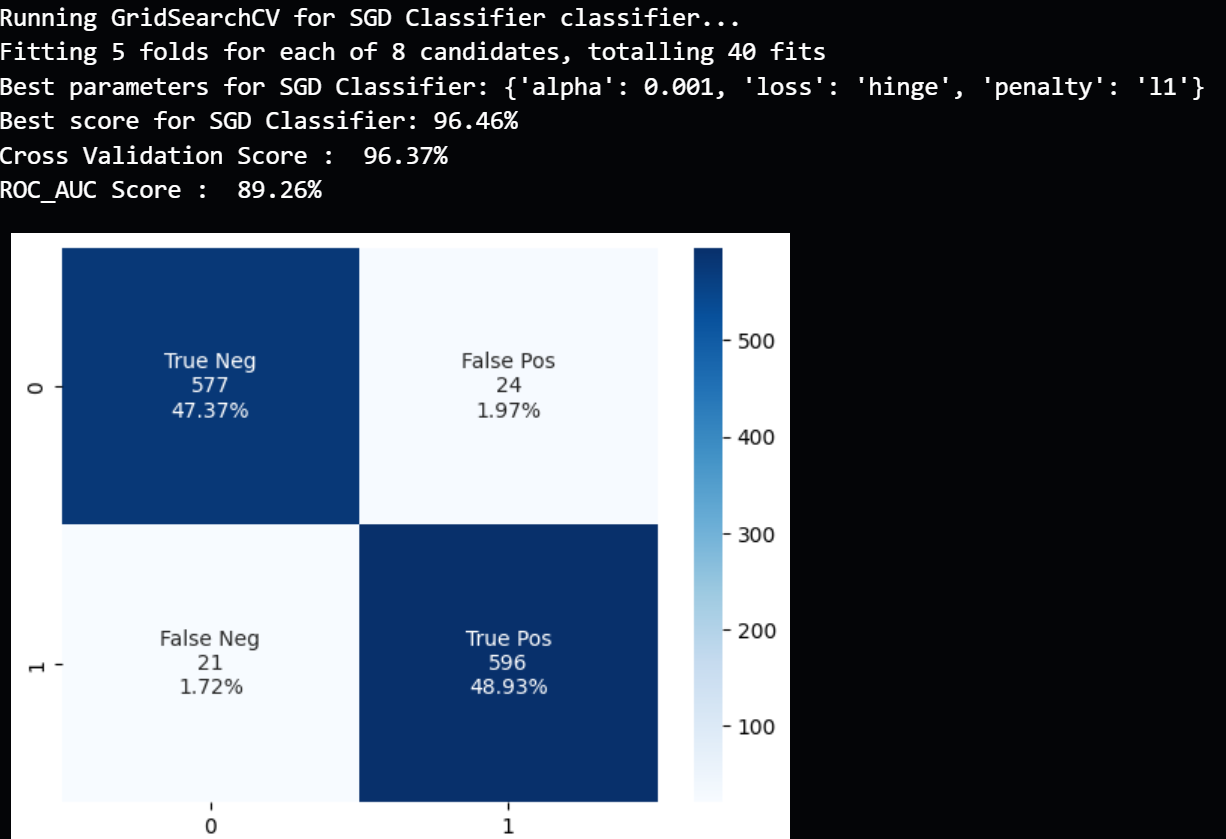 Running GridSearchCV for SGD Classifier classifier...
Fitting 5 folds for each of 8 candidates, totalling 40 fits
Best parameters for SGD Classifier: {'alpha': 0.001, 'loss': 'hinge', 'penalty': 'l1'}
Best score for SGD Classifier: 96.46%
Cross Validation Score :  96.37%
ROC_AUC Score :  89.26%
0
True Neg
577
47.37%
False Pos
24
1.97%
1
False Neg
21
1.72%
True Pos
596
48.93%
0
1
500
400
300
200
100